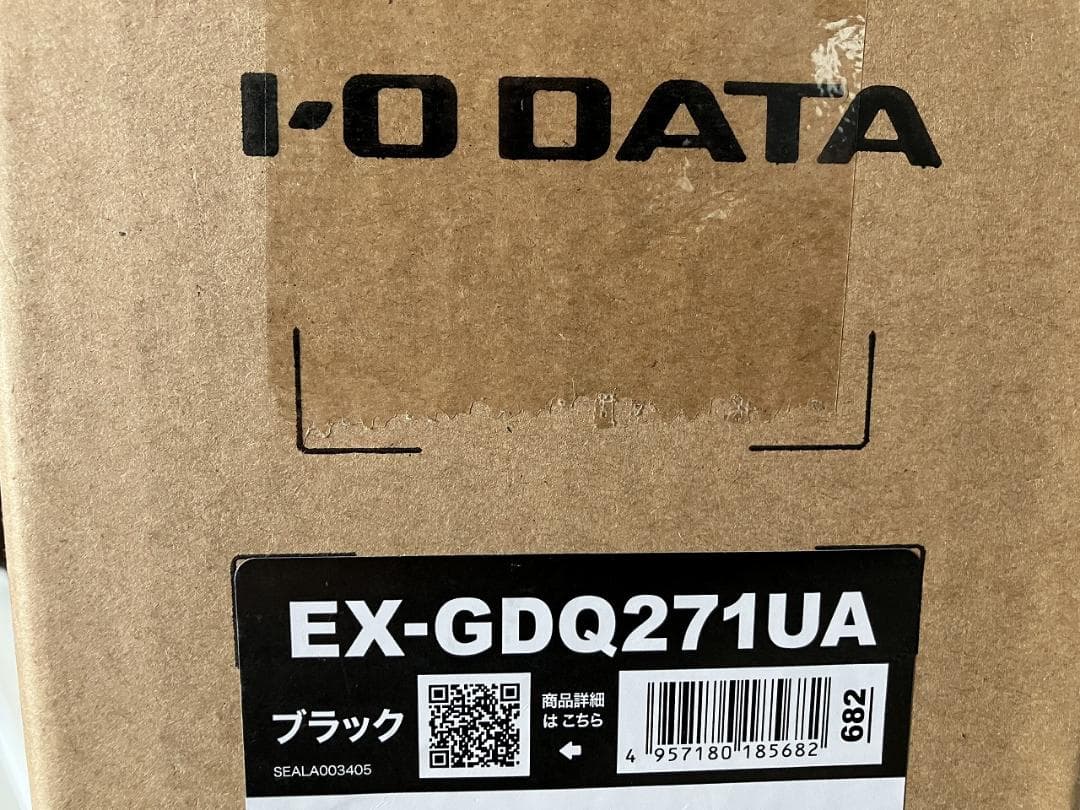 I-O DATA
EX-GDQ271UA
ブラック
商品詳細
は こちら
SEALA003405
4 957180 185682
682